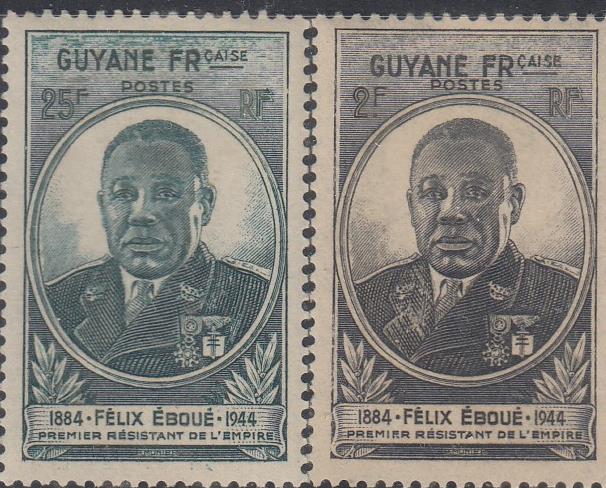 GUYANE FRÇAISE
POSTES
25F RF
1884 · FÉLIX ÉBOUÉ · 1944
PREMIER RÉSISTANT DE L'EMPIRE
GUYANE FRÇAISE
POSTES
2F RF
1884 · FÉLIX ÉBOUÉ · 1944
PREMIER RÉSISTANT DE L'EMPIRE